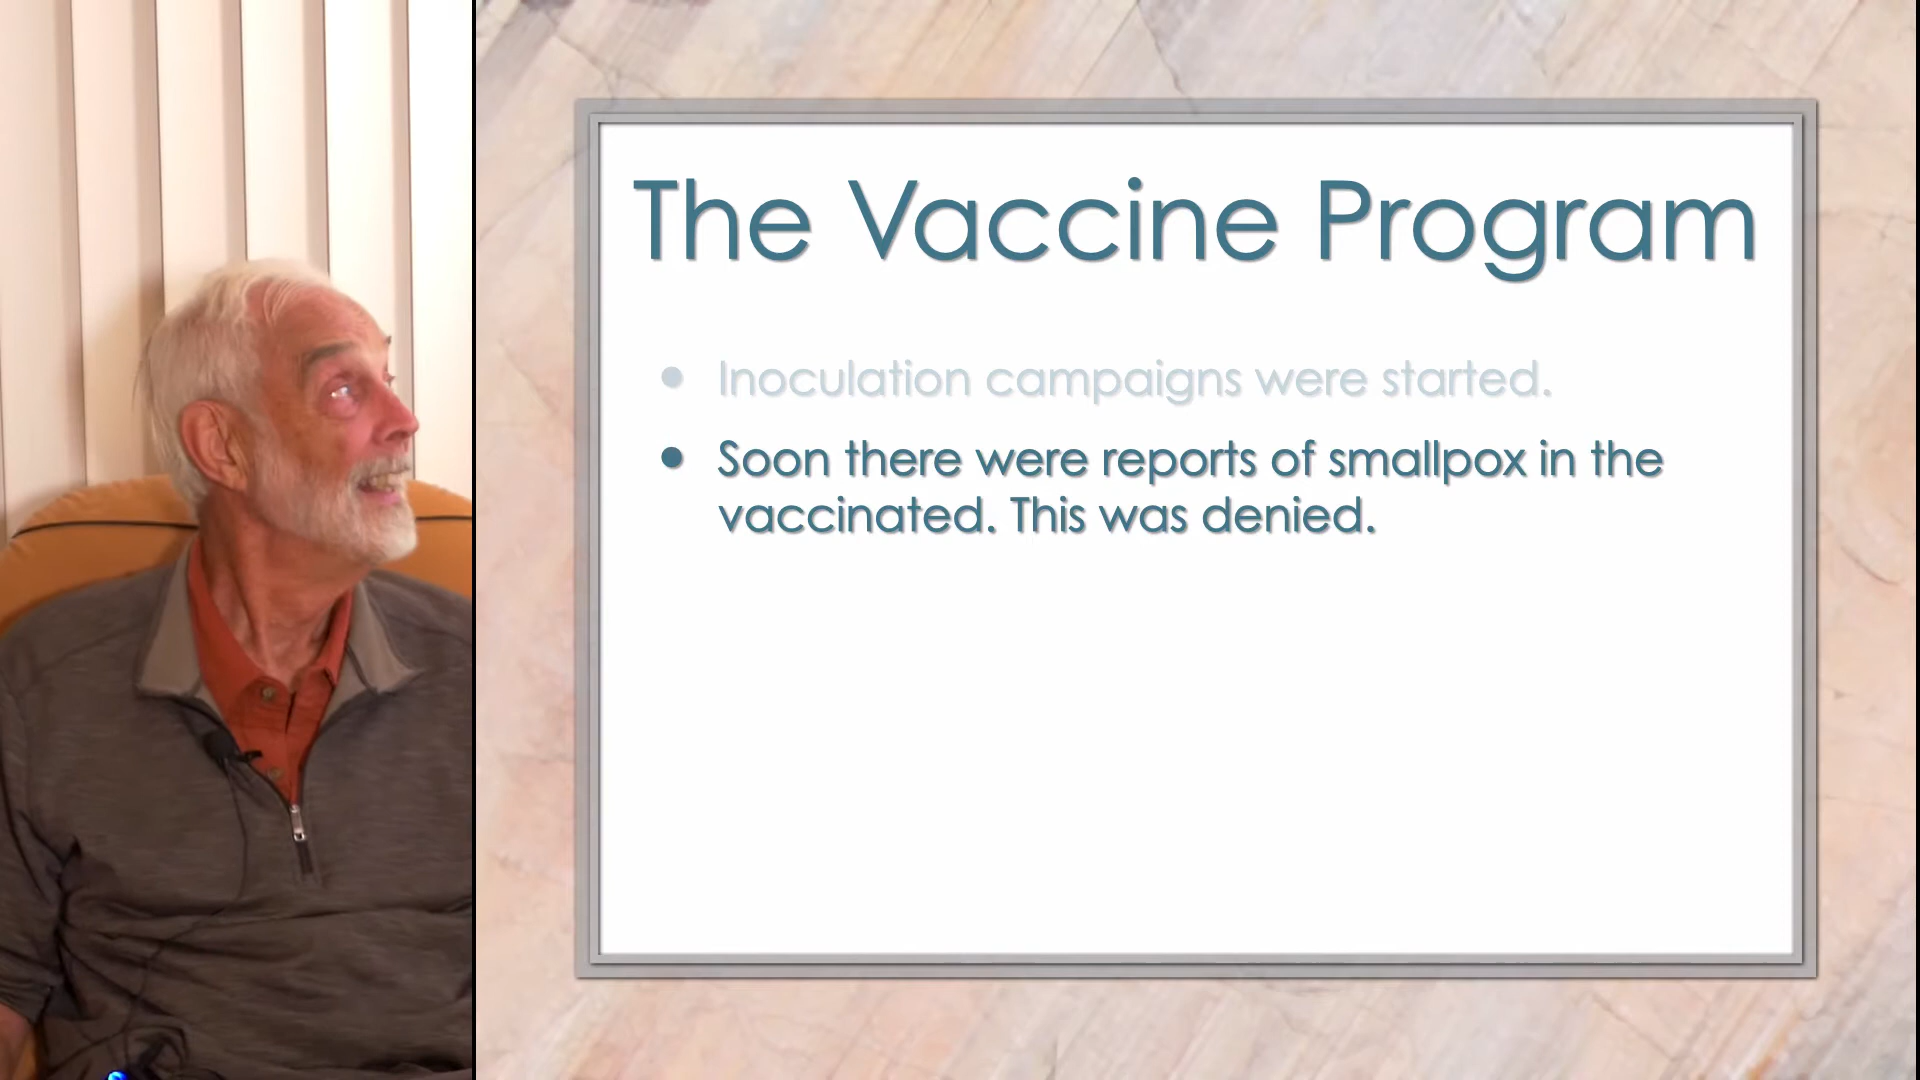 The Vaccine Program
• Inoculation campaigns were started.
• Soon there were reports of smallpox in the
vaccinated. This was denied.